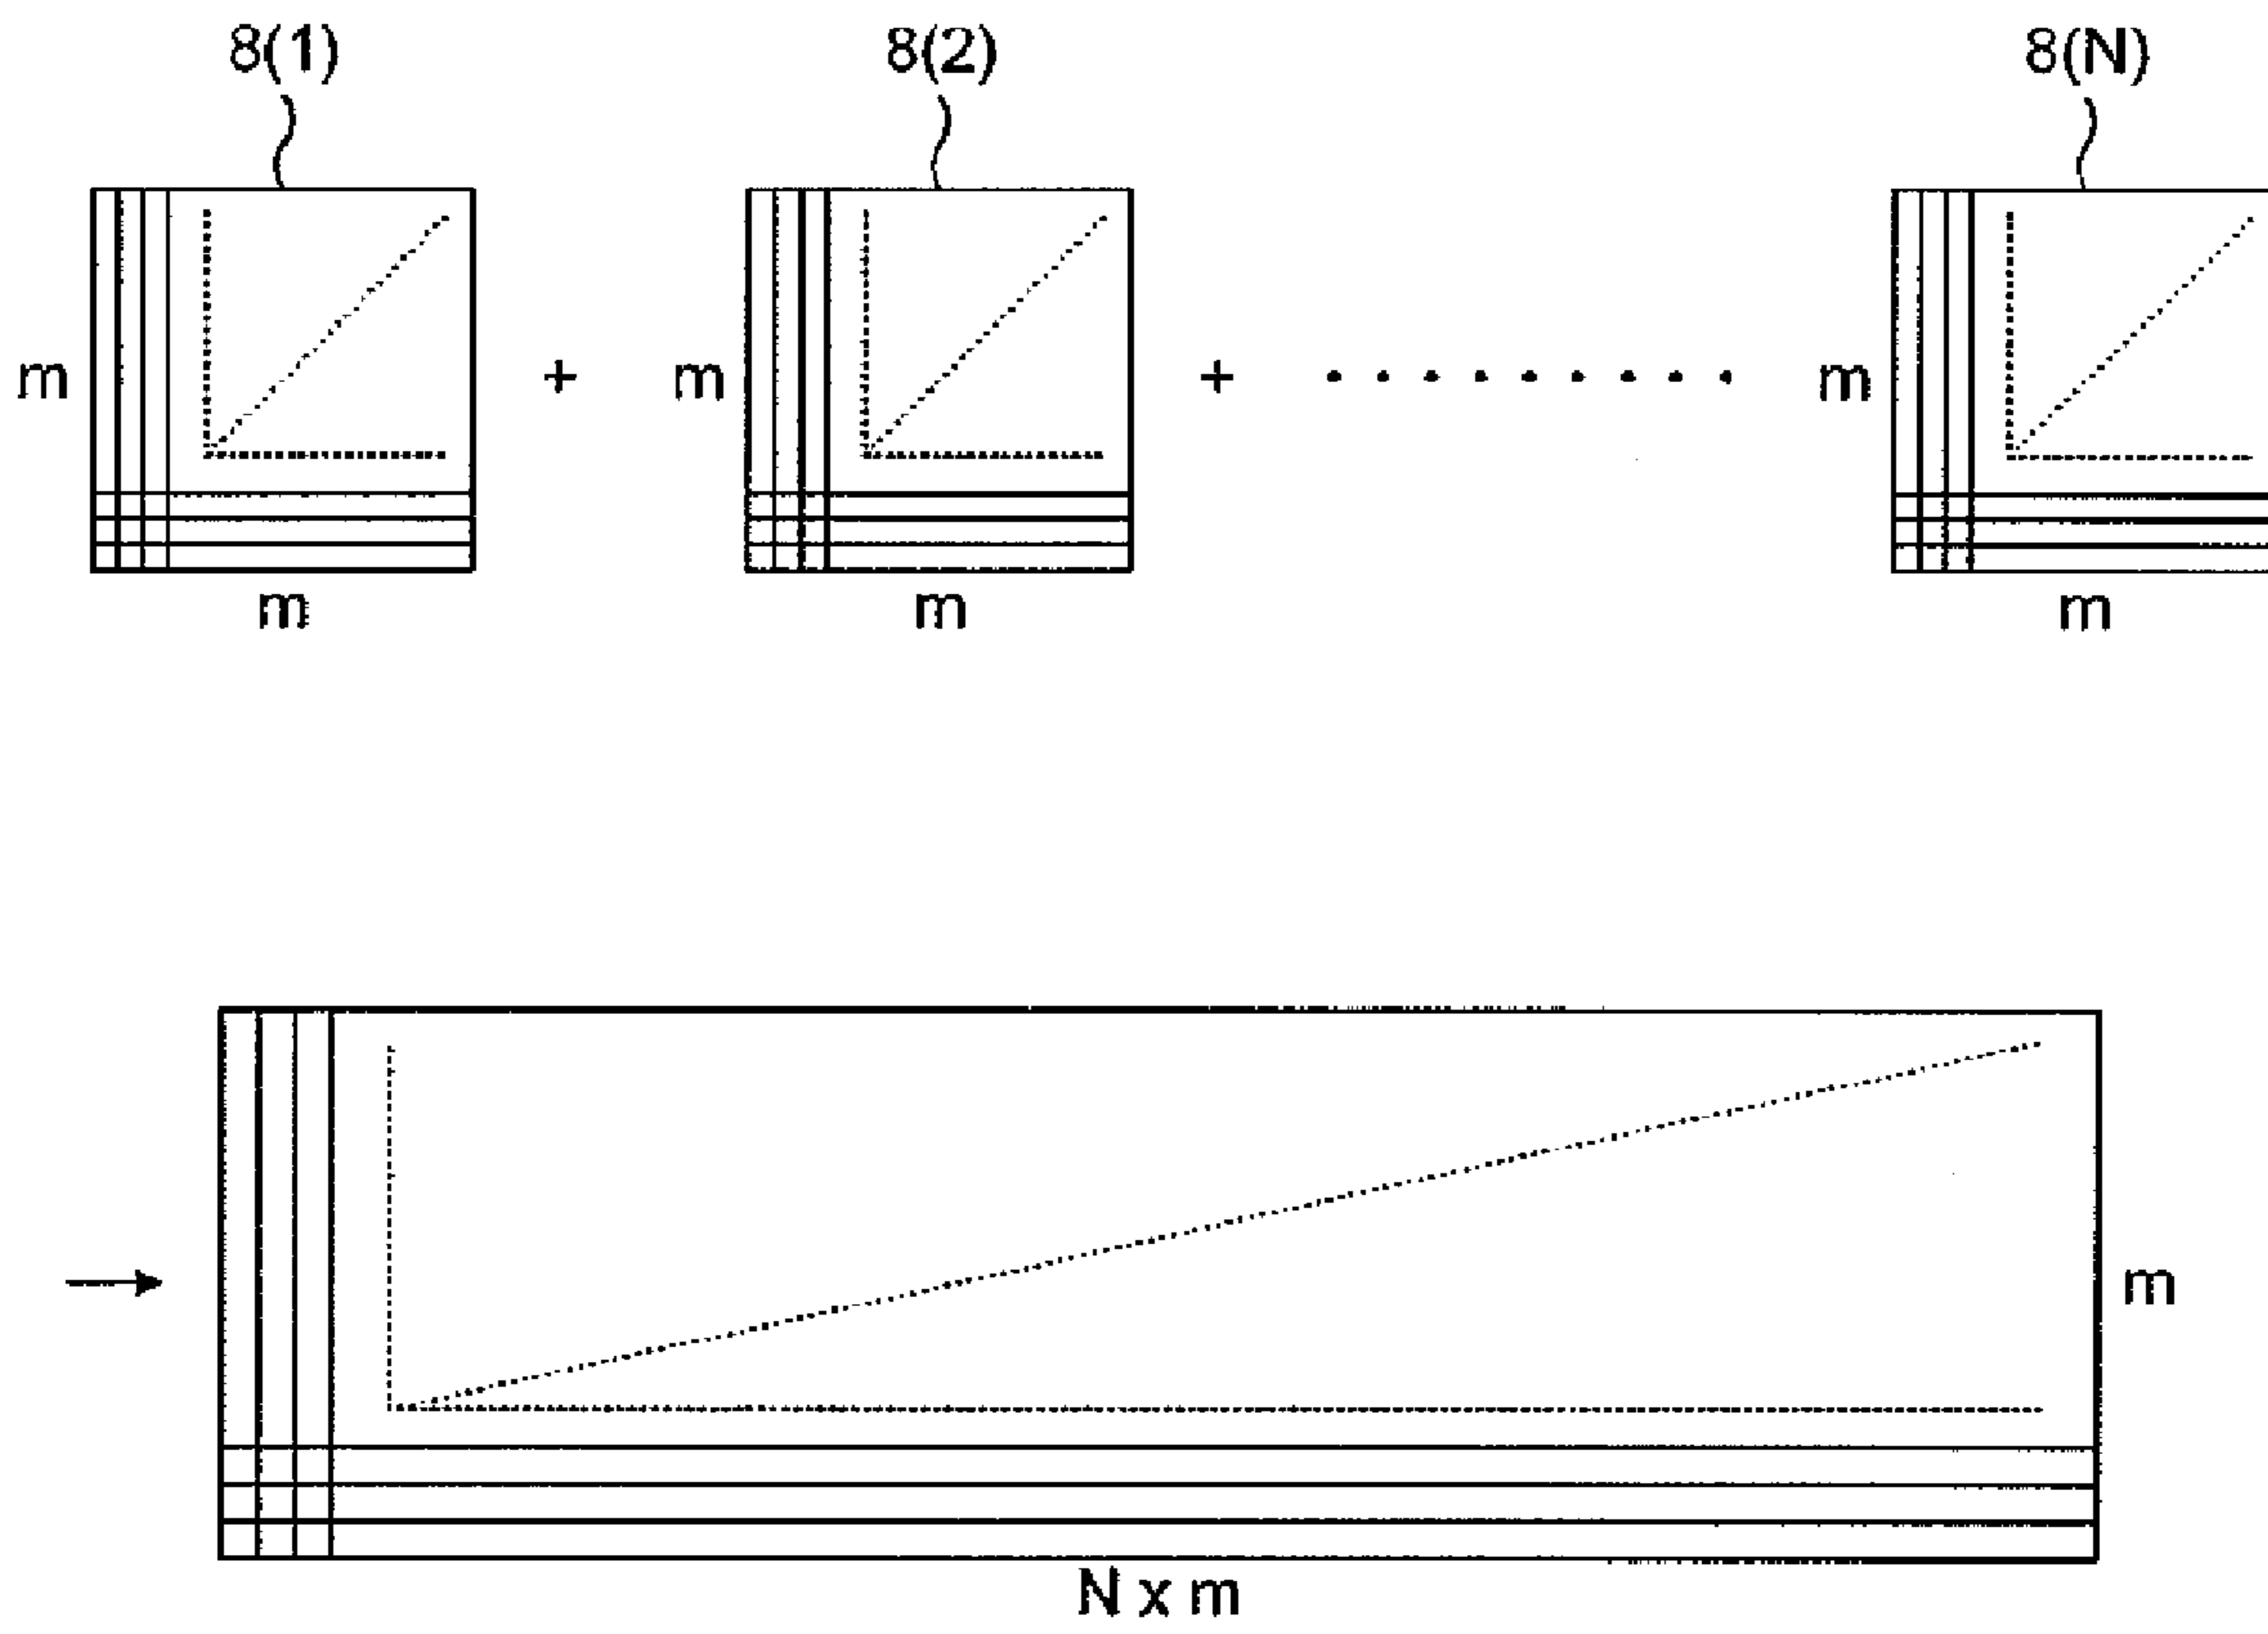 8(1) 8(2) 8(N)
m + m + ......... m
m m m
→ m
N x m